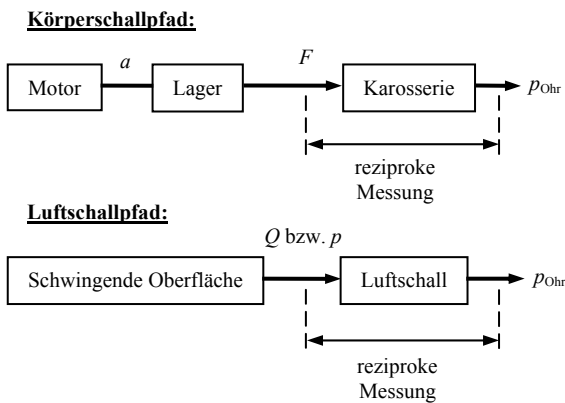 Körperschallpfad:
a
F
Motor
Lager
Karosserie
pOhr
reziproke
Messung
Luftschallpfad:
Q bzw. p
Schwingende Oberfläche
Luftschall
pOhr
reziproke
Messung